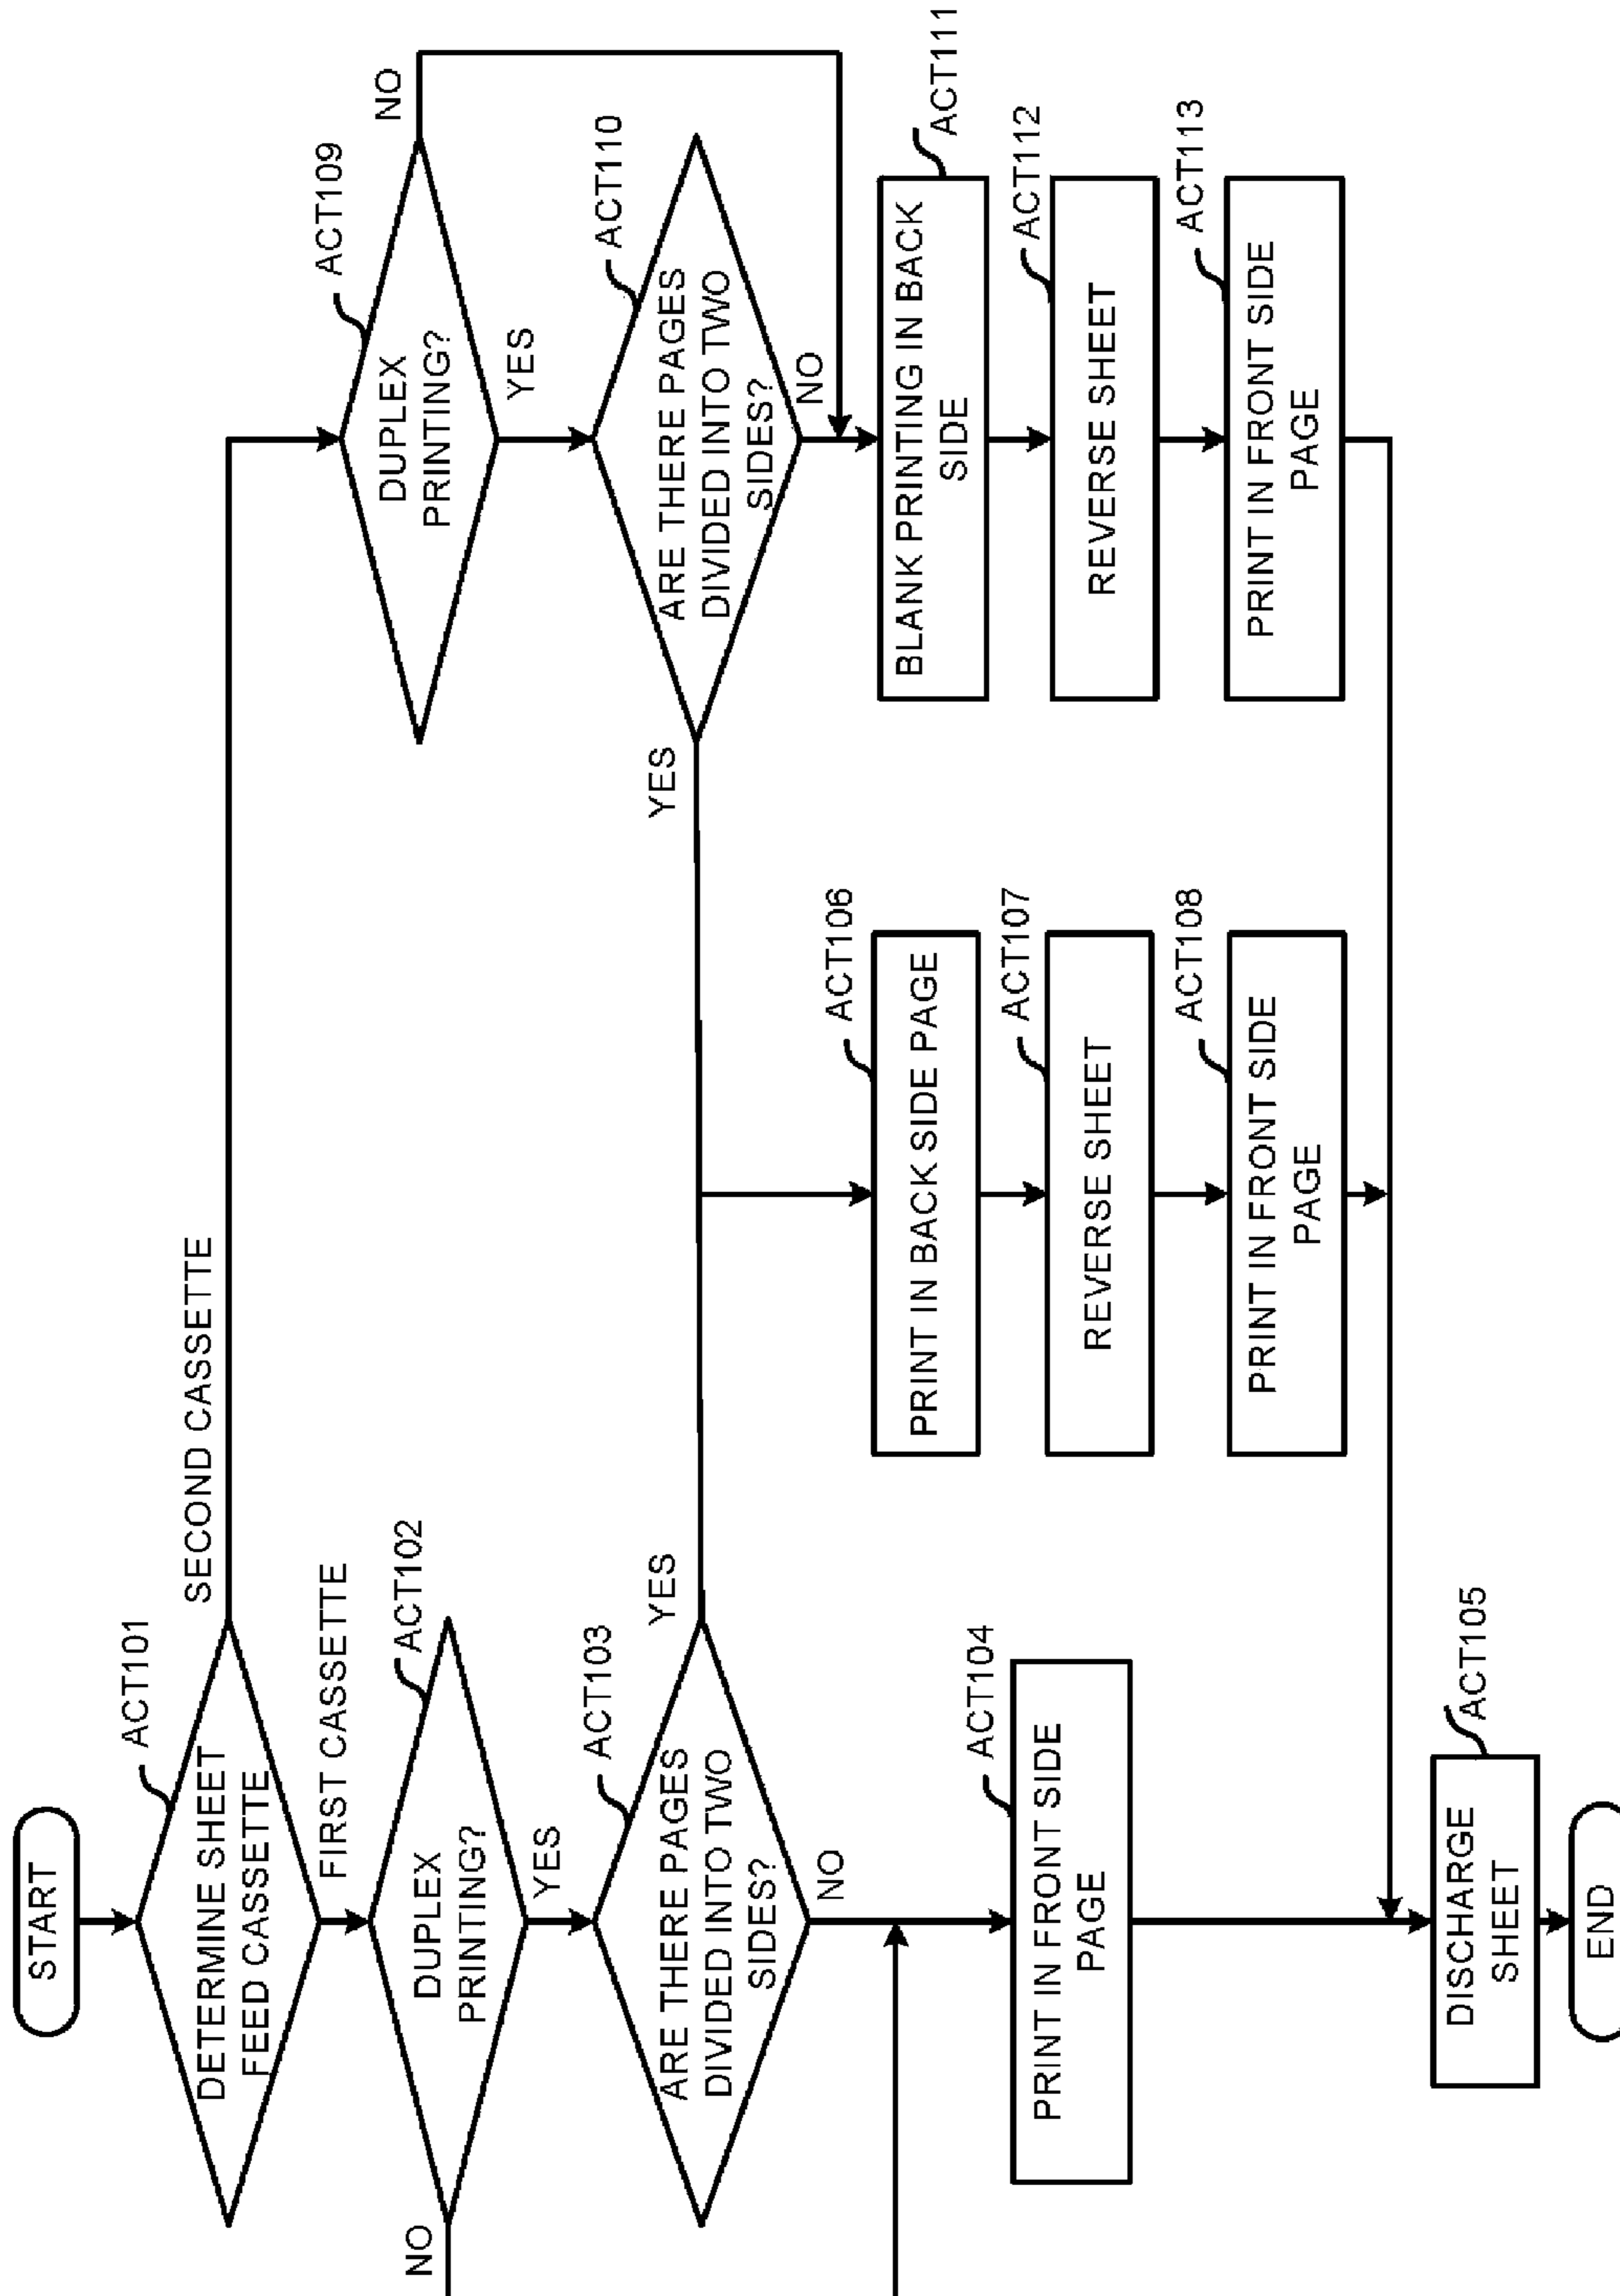 START
ACT101
DETERMINE SHEET
FEED CASSETTE
SECOND CASSETTE
FIRST CASSETTE
ACT102
DUPLEX
PRINTING?
NO
YES
ACT103
ARE THERE PAGES
DIVIDED INTO TWO
SIDES?
YES
NO
ACT104
PRINT IN FRONT SIDE
PAGE
ACT105
DISCHARGE
SHEET
END
ACT106
PRINT IN BACK SIDE PAGE
ACT107
REVERSE SHEET
ACT108
PRINT IN FRONT SIDE
PAGE
ACT109
DUPLEX
PRINTING?
NO
YES
ACT110
ARE THERE PAGES
DIVIDED INTO TWO
SIDES?
YES
NO
ACT111
BLANK PRINTING IN BACK
SIDE
ACT112
REVERSE SHEET
ACT113
PRINT IN FRONT SIDE
PAGE